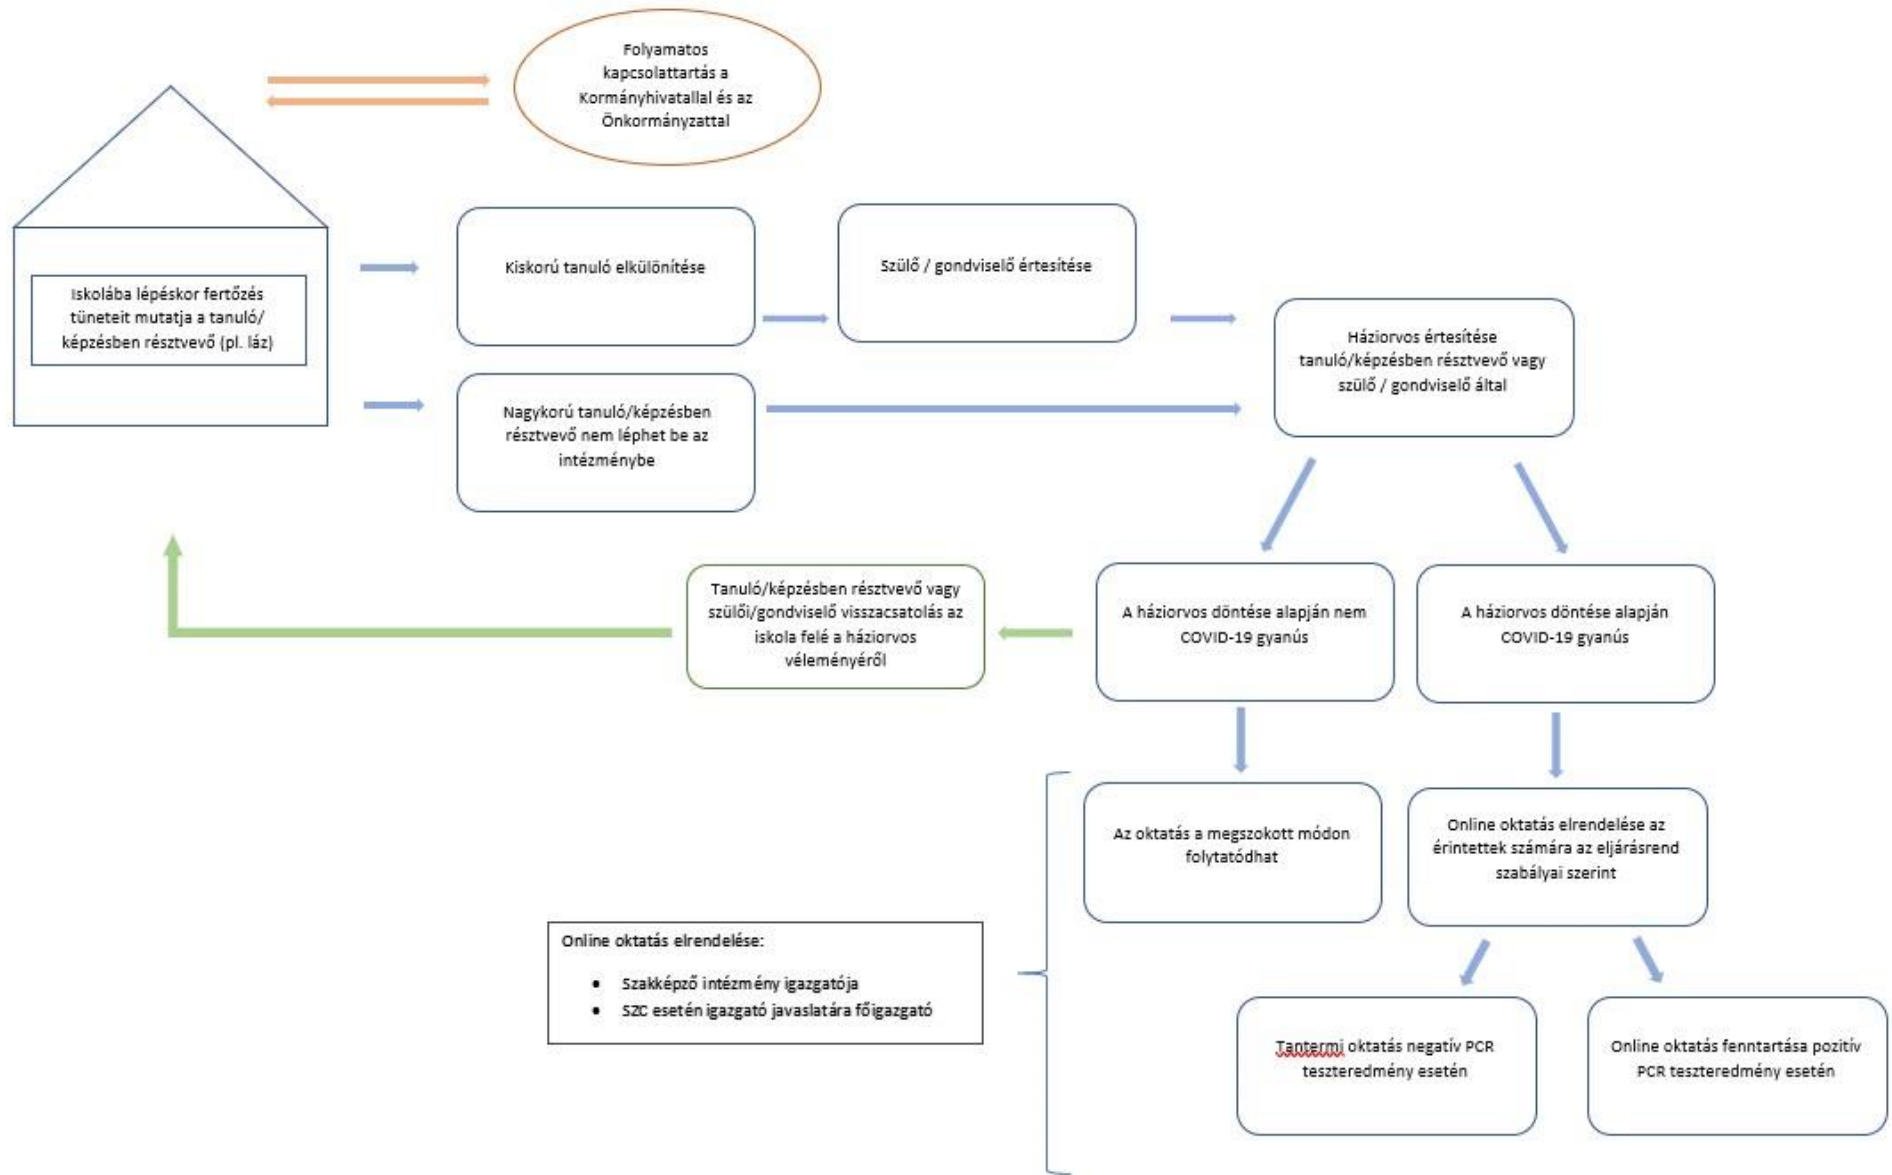 Folyamatos
kapcsolattartás a
Kormányhivatallal és az
Önkormányzattal
Iskolába lépéskor fertőzés
tüneteit mutatja a tanuló/
képzésben résztvevő (pl. láz)
Kiskorú tanuló elkülönítése
Szülő / gondviselő értesítése
Nagykorú tanuló/képzésben
résztvevő nem léphet be az
intézménybe
Háziorvos értesítése
tanuló/képzésben résztvevő vagy
szülő / gondviselő által
Tanuló/képzésben résztvevő vagy
szülői/gondviselő visszacsatolás az
iskola felé a háziorvos
véleményéről
A háziorvos döntése alapján nem
COVID-19 gyanús
A háziorvos döntése alapján
COVID-19 gyanús
Az oktatás a megszokott módon
folytatódhat
Online oktatás elrendelése az
érintettek számára az eljárásrend
szabályai szerint
Online oktatás elrendelése:
• Szakképző intézmény igazgatója
• SZC esetén igazgató javaslatára főigazgató
Tantermi oktatás negatív PCR
teszteredmény esetén
Online oktatás fenntartása pozitív
PCR teszteredmény esetén